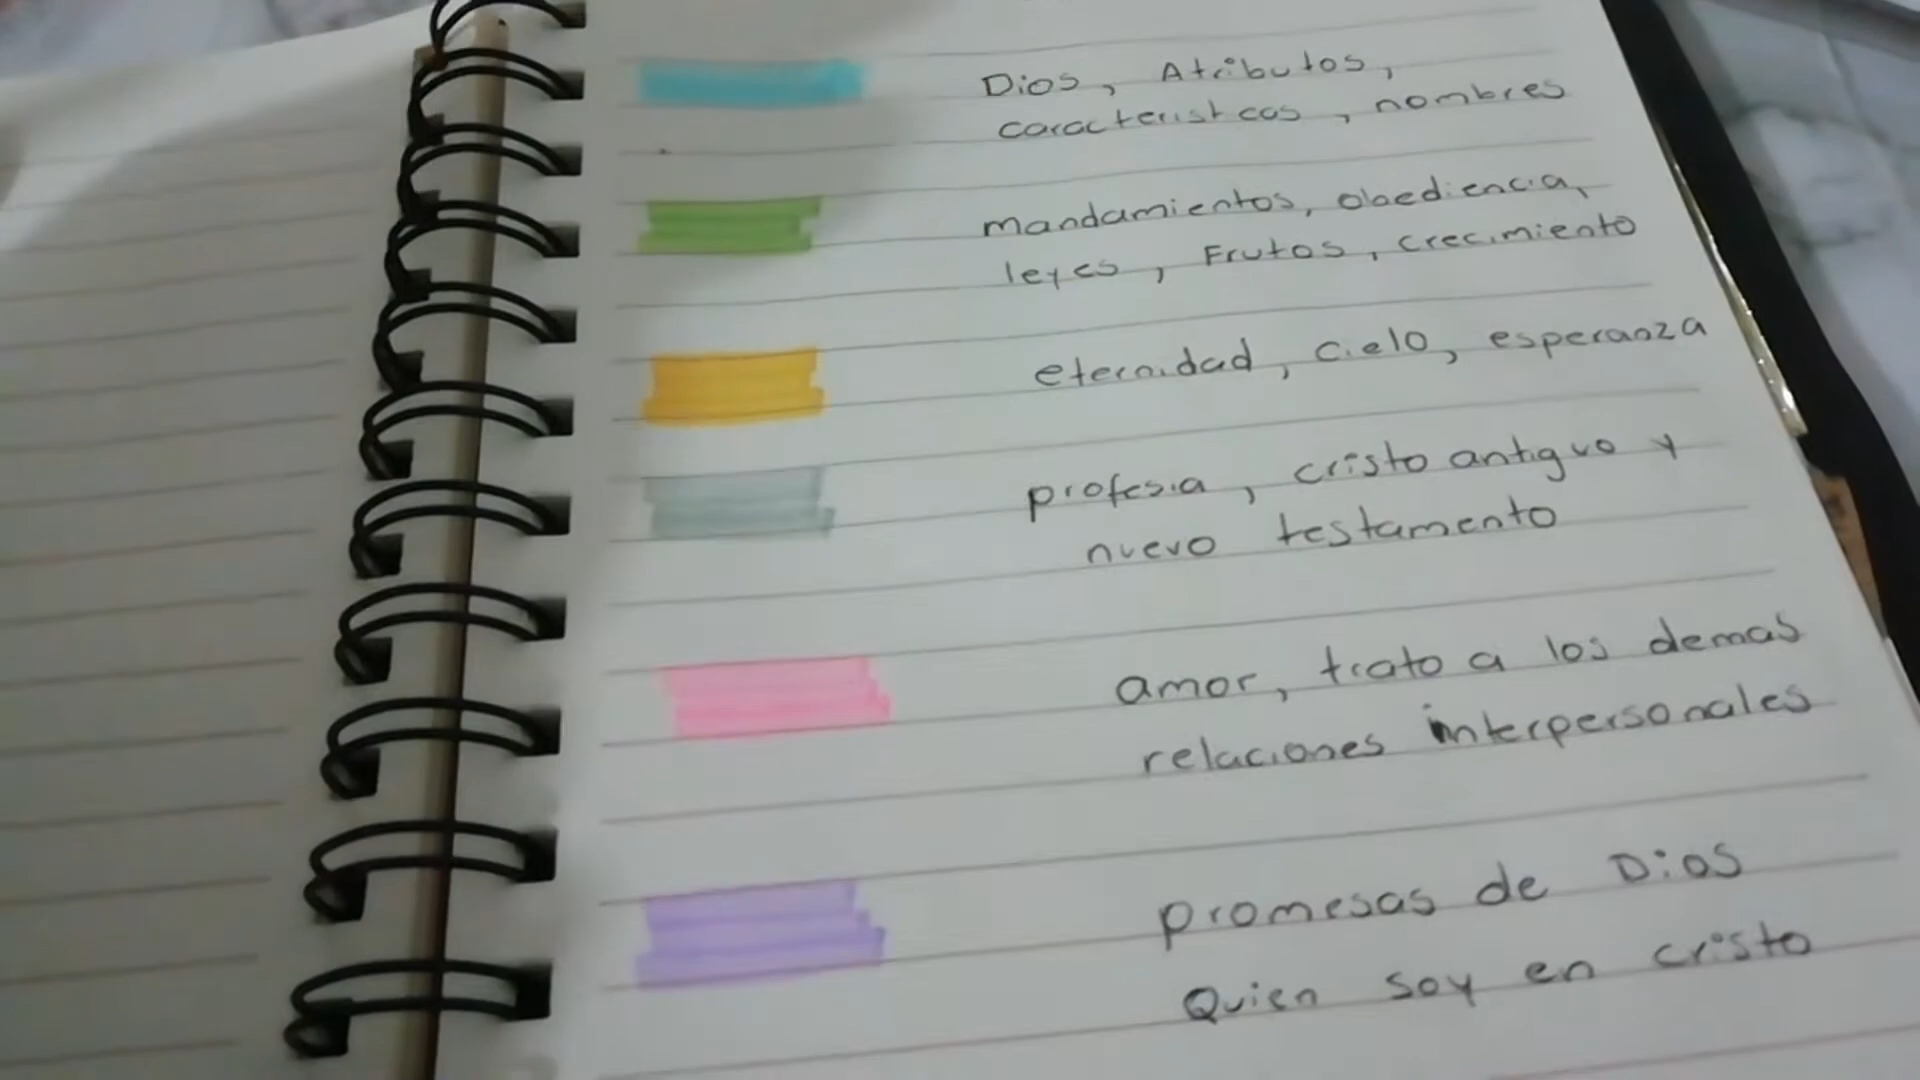 Dios, Atributos,
caracteristcas, nombres
mandamientos, obediencia,
leyes, Frutos, crecimiento
eternidad, cielo, esperanza
profesia, cristo antiguo y
nuevo testamento
amor, trato a los demas
relaciones interpersonales
promesas de Dios
Quien soy en cristo